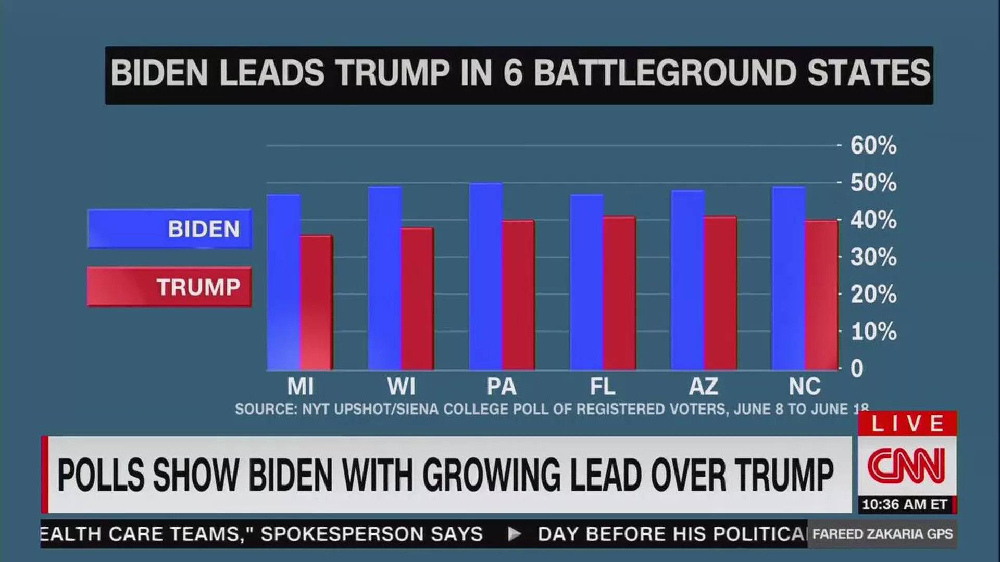 BIDEN LEADS TRUMP IN 6 BATTLEGROUND STATES
60%
50%
40%
30%
20%
10%
0
BIDEN
TRUMP
MI WI PA FL AZ NC
SOURCE: NYT UPSHOT/SIENA COLLEGE POLL OF REGISTERED VOTERS, JUNE 8 TO JUNE 18
LIVE
POLLS SHOW BIDEN WITH GROWING LEAD OVER TRUMP
CNN
10:36 AM ET
EALTH CARE TEAMS," SPOKESPERSON SAYS ▶ DAY BEFORE HIS POLITICA
FAREED ZAKARIA GPS